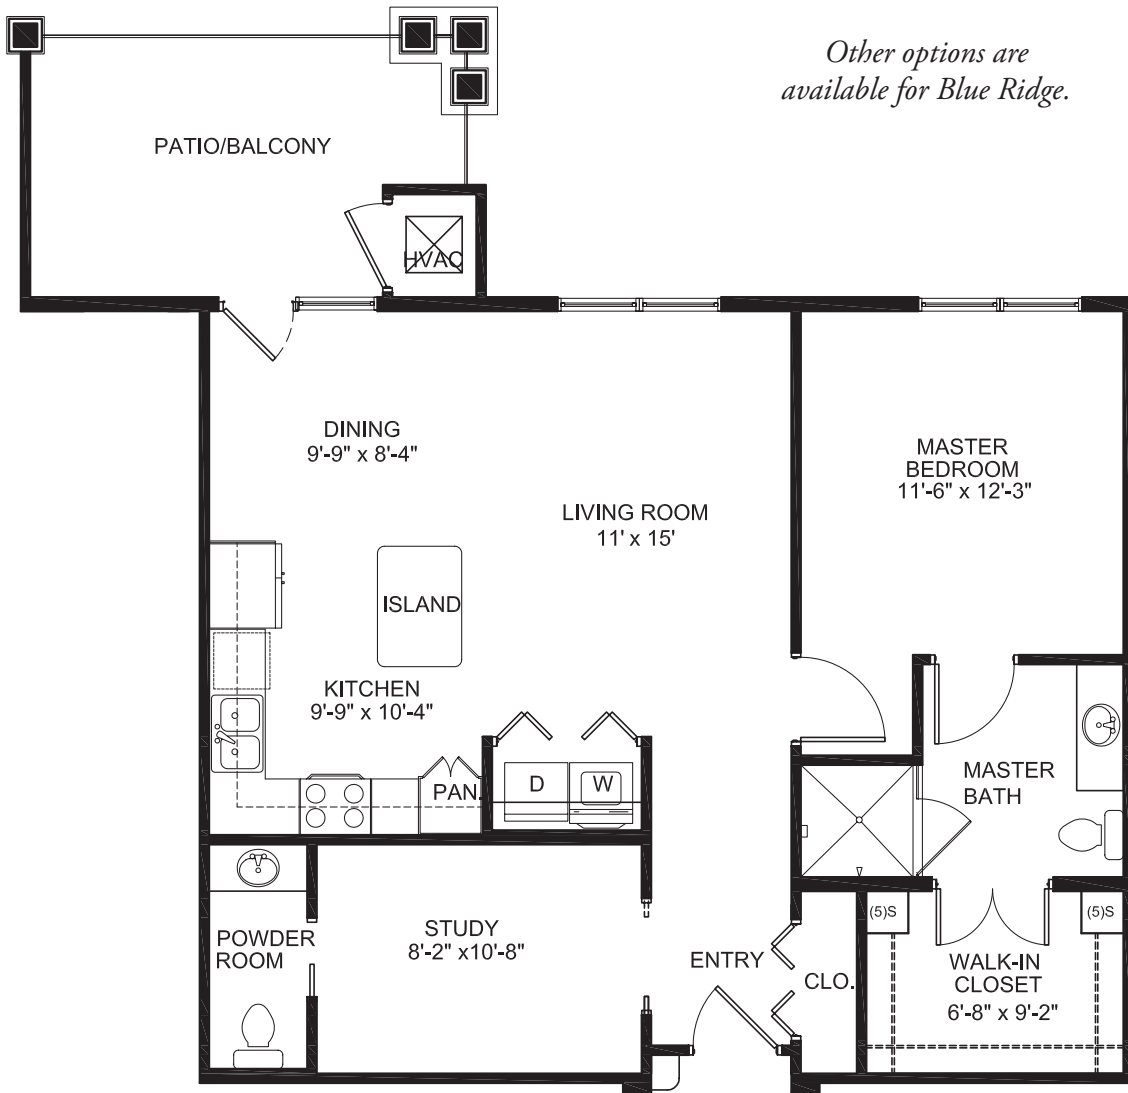 Other options are
available for Blue Ridge.
PATIO/BALCONY
HVAC
DINING
9'-9" x 8'-4"
MASTER
BEDROOM
11'-6" x 12'-3"
LIVING ROOM
11' x 15'
ISLAND
KITCHEN
9'-9" x 10'-4"
PAN.
D
W
MASTER
BATH
STUDY
8'-2" x10'-8"
POWDER
ROOM
ENTRY
CLO.
(5)S
(5)S
WALK-IN
CLOSET
6'-8" x 9'-2"